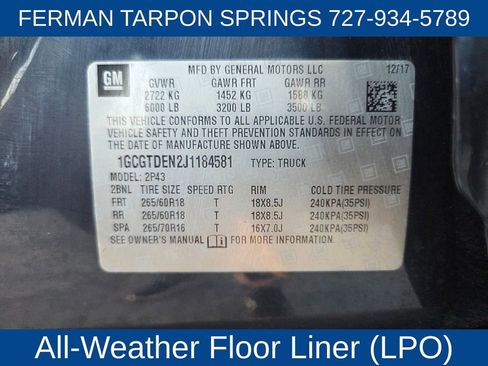 FERMAN TARPON SPRINGS 727-934-5789
GM
MFD BY GENERAL MOTORS LLC 12/17
GVWR GAWR FRT GAWR RR
2722 KG 1452 KG 1588 KG
6000 LB 3200 LB 3500 LB
THIS VEHICLE CONFORMS TO ALL APPLICABLE U.S. FEDERAL MOTOR
VEHICLE SAFETY AND THEFT PREVENTION STANDARDS IN EFFECT ON THE
DATE OF MANUFACTURE SHOWN ABOVE.
1GCGTDEN2J1184581 TYPE: TRUCK
MODEL: 2P43
2BNL TIRE SIZE SPEED RTG RIM COLD TIRE PRESSURE
FRT 265/60R18 T 18X8.5J 240KPA(35PSI)
RR 265/60R18 T 18X8.5J 240KPA(35PSI)
SPA 265/70R16 T 16X7.0J 240KPA(35PSI)
SEE OWNER'S MANUAL FOR MORE INFORMATION
All-Weather Floor Liner (LPO)